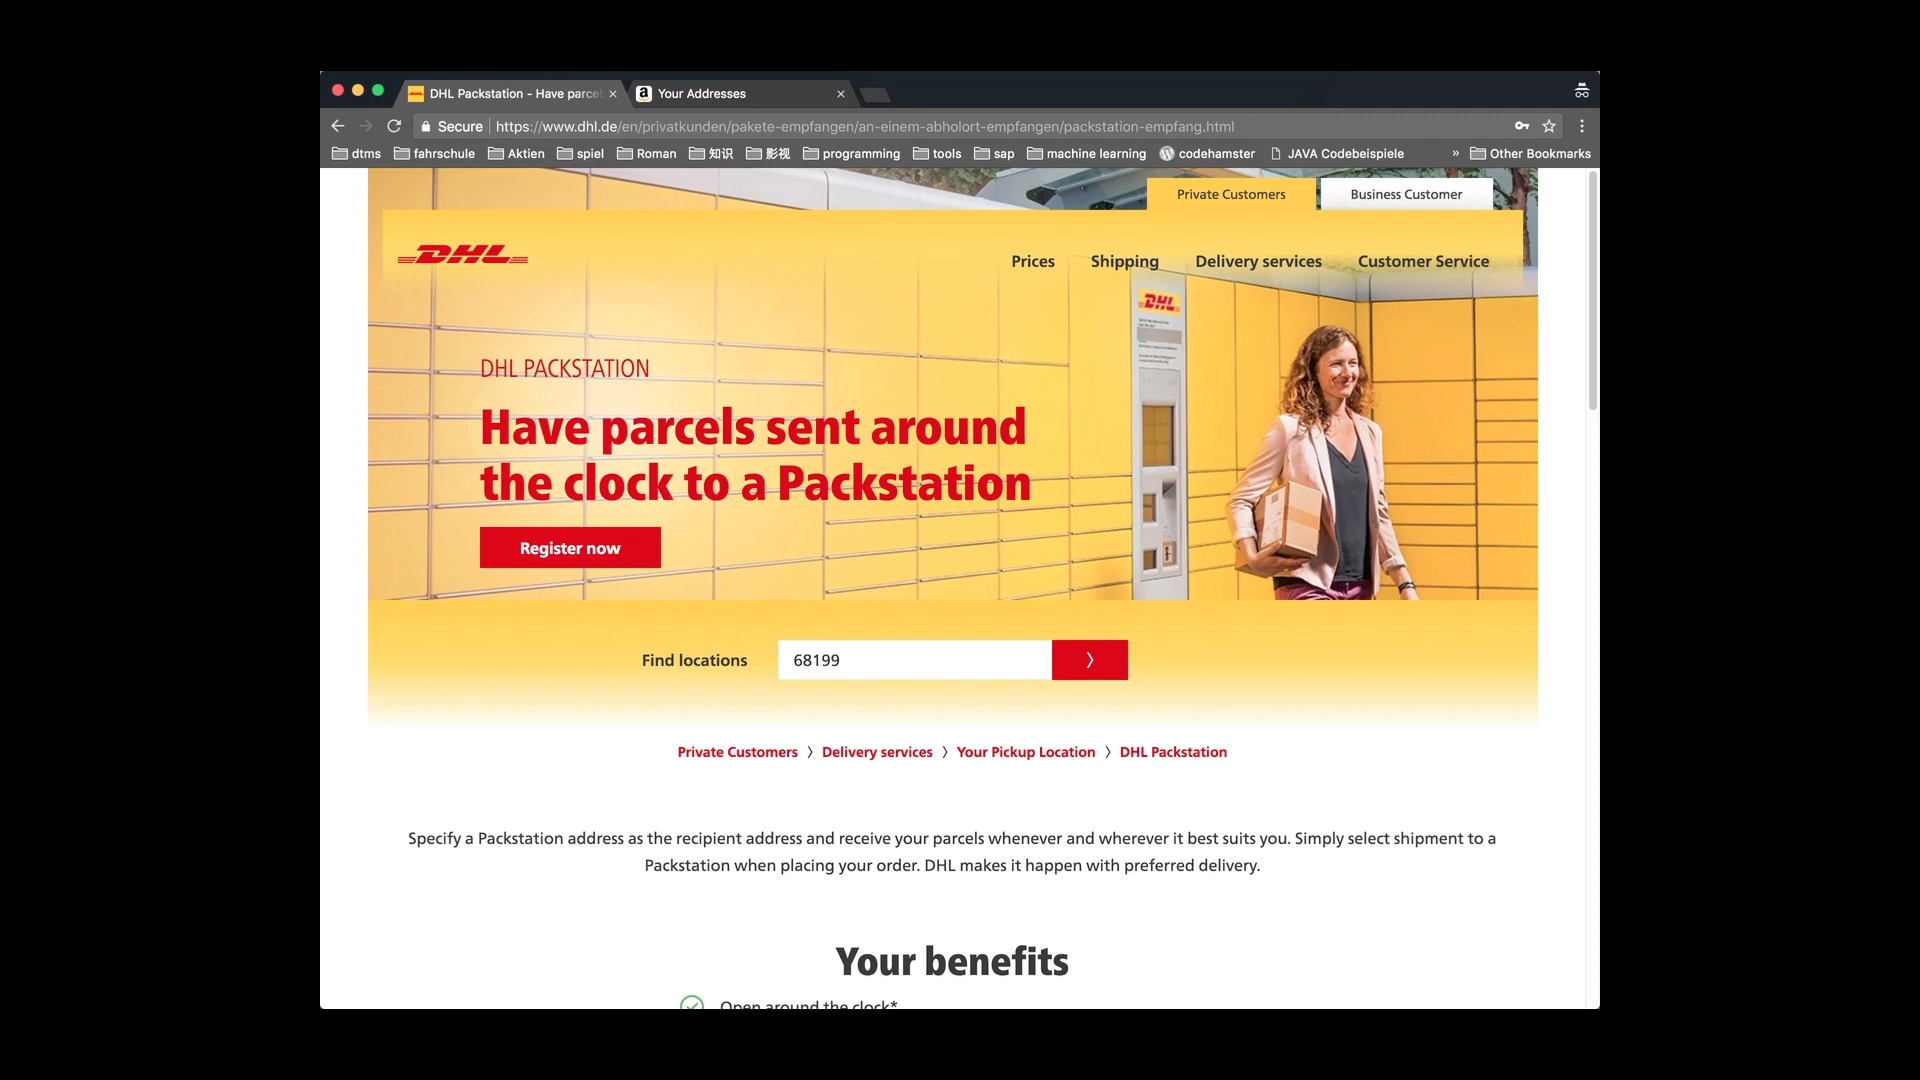 DHL Packstation - Have parce
a Your Addresses
Secure https://www.dhl.de/en/privatkunden/pakete-empfangen/an-einem-abholort-empfangen/packstation-empfang.html
dtms fahrschule Aktien spiel Roman 知识 影视 programming tools sap machine learning codehamster JAVA Codebeispiele » Other Bookmarks
Private Customers Business Customer
DHL
Prices Shipping Delivery services Customer Service
DHL
DHL PACKSTATION
Have parcels sent around
the clock to a Packstation
Register now
Find locations 68199
Private Customers 〉 Delivery services 〉 Your Pickup Location 〉 DHL Packstation
Specify a Packstation address as the recipient address and receive your parcels whenever and wherever it best suits you. Simply select shipment to a
Packstation when placing your order. DHL makes it happen with preferred delivery.
Your benefits
Open around the clock*